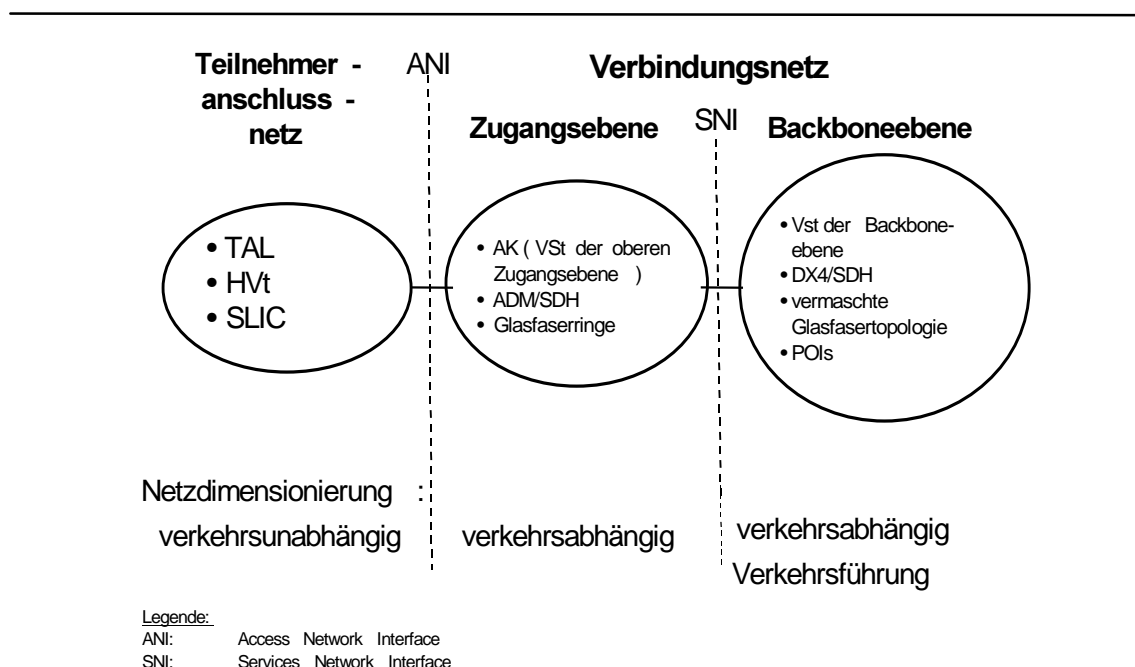 Teilnehmer -
anschluss -
netz
ANI
Verbindungsnetz
Zugangsebene
SNI
Backboneebene
• TAL
• HVt
• SLIC
• AK ( VSt der oberen
Zugangsebene )
• ADM/SDH
• Glasfaserringe
• Vst der Backbone-
ebene
• DX4/SDH
• vermaschte
Glasfasertopologie
• POIs
Netzdimensionierung :
verkehrsunabhängig
verkehrsabhängig
verkehrsabhängig
Verkehrsführung
Legende:
ANI: Access Network Interface
SNI: Services Network Interface